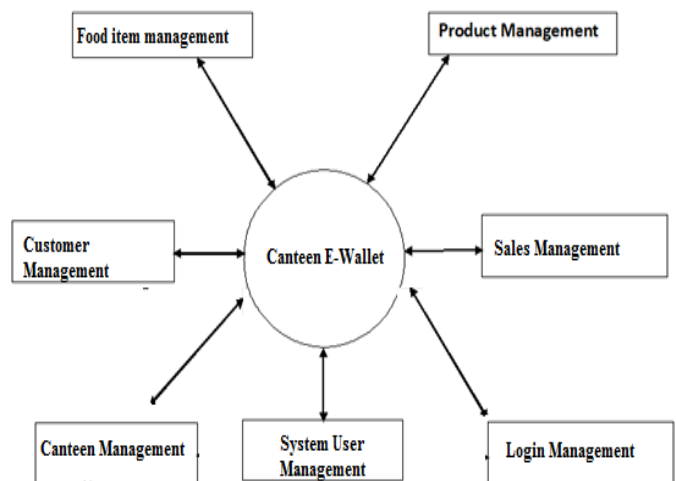 Food item management
Product Management
Customer
Management
Canteen E-Wallet
Sales Management
Canteen Management
System User
Management
Login Management